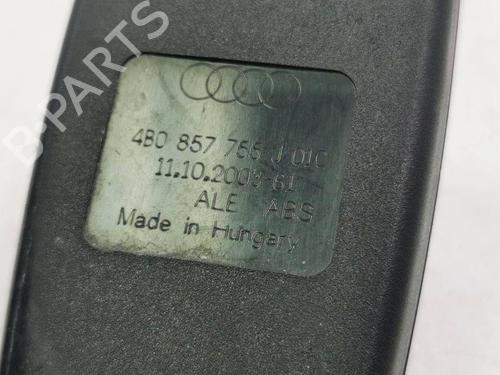 4B0 857 755 J 01C
11.10.2003-61
ALE ABS
Made in Hungary
B-PARTS